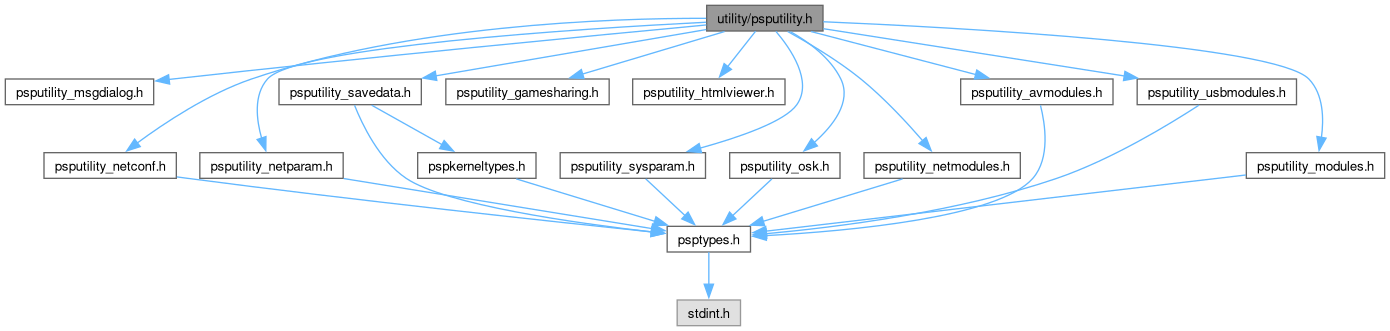 utility/psputility.h
psputility_msgdialog.h
psputility_savedata.h
psputility_gamesharing.h
psputility_htmlviewer.h
psputility_avmodules.h
psputility_usbmodules.h
psputility_netconf.h
psputility_netparam.h
pspkerneltypes.h
psputility_sysparam.h
psputility_osk.h
psputility_netmodules.h
psputility_modules.h
psptypes.h
stdint.h